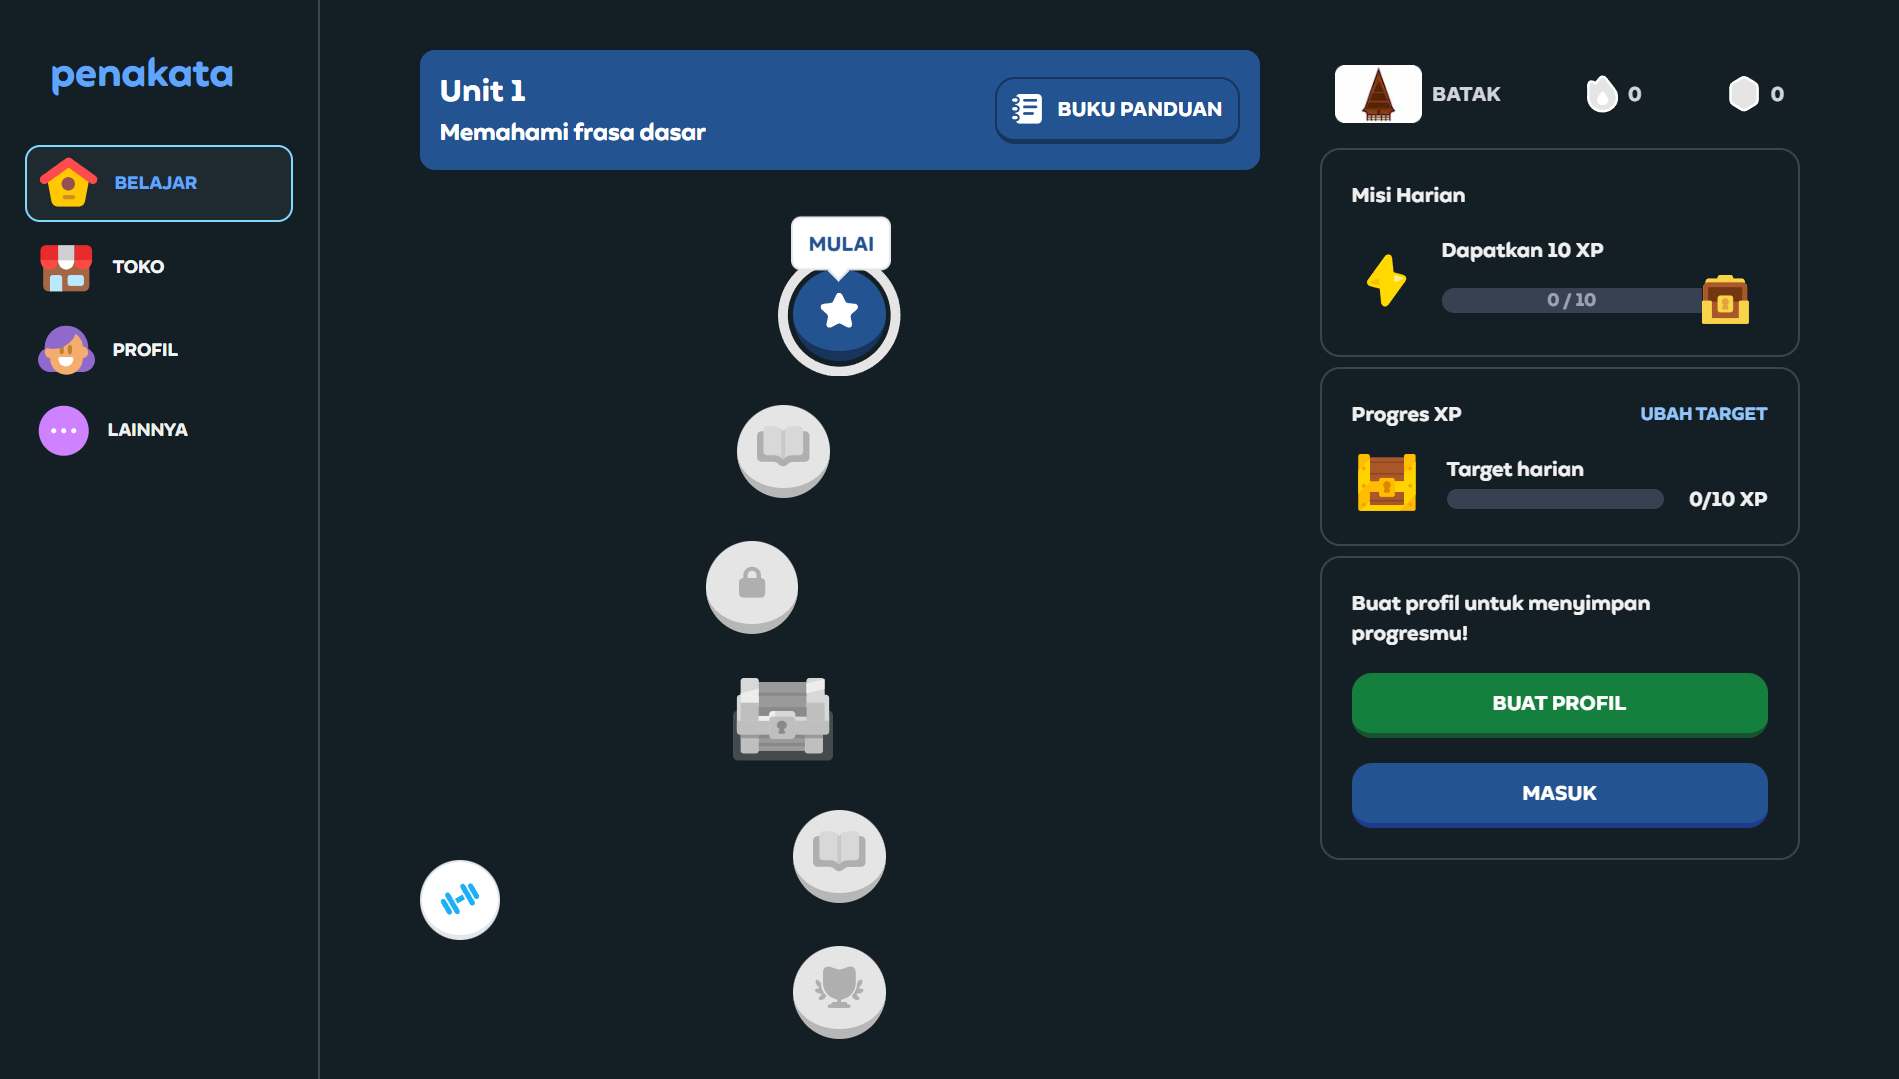 penakata
BELAJAR
TOKO
PROFIL
LAINNYA
Unit 1
Memahami frasa dasar
BUKU PANDUAN
MULAI
BATAK
0
0
Misi Harian
Dapatkan 10 XP
0 / 10
Progres XP
UBAH TARGET
Target harian
0/10 XP
Buat profil untuk menyimpan
progresmu!
BUAT PROFIL
MASUK